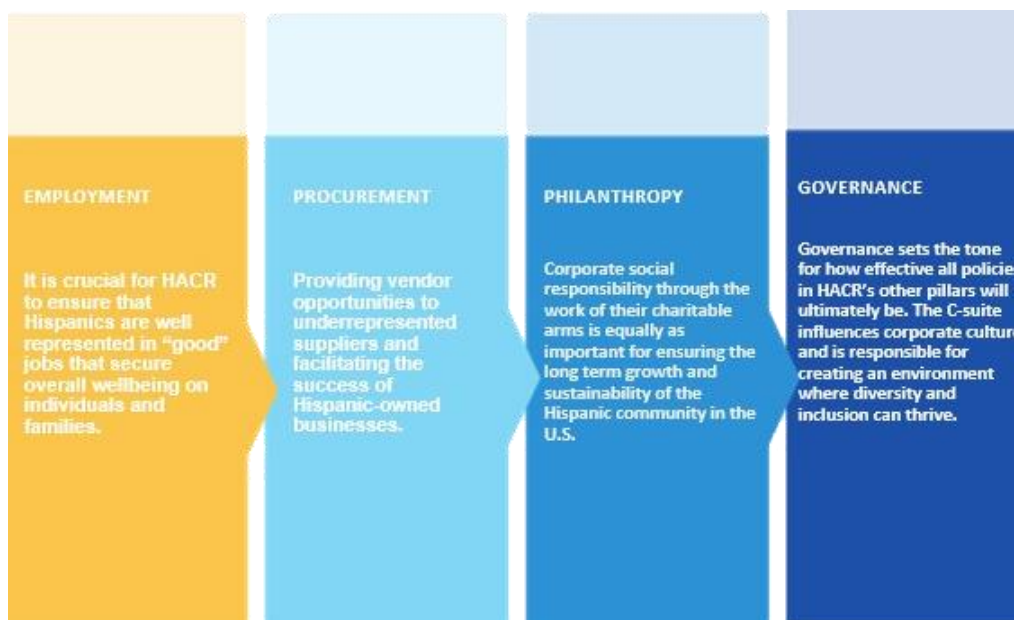 EMPLOYMENT
It is crucial for HACR
to ensure that
Hispanics are well
represented in “good”
jobs that secure
overall wellbeing on
individuals and
families.
PROCUREMENT
Providing vendor
opportunities to
underrepresented
suppliers and
facilitating the
success of
Hispanic-owned
businesses.
PHILANTHROPY
Corporate social
responsibility through the
work of their charitable
arms is equally as
important for ensuring the
long term growth and
sustainability of the
Hispanic community in the
U.S.
GOVERNANCE
Governance sets the tone
for how effective all policie
in HACR’s other pillars will
ultimately be. The C-suite
influences corporate culture
and is responsible for
creating an environment
where diversity and
inclusion can thrive.